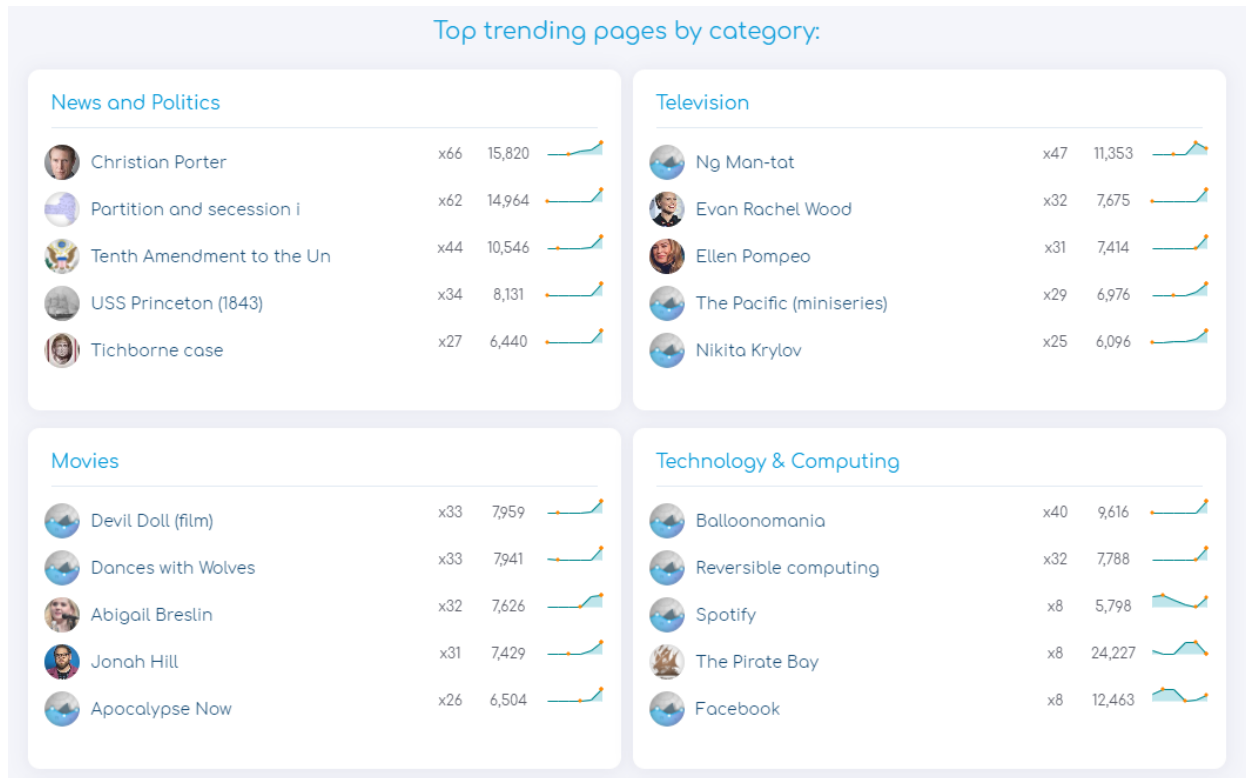 Top trending pages by category:
News and Politics
Christian Porter x66 15,820
Partition and secession i x62 14,964
Tenth Amendment to the Un x44 10,546
USS Princeton (1843) x34 8,131
Tichborne case x27 6,440
Television
Ng Man-tat x47 11,353
Evan Rachel Wood x32 7,675
Ellen Pompeo x31 7,414
The Pacific (miniseries) x29 6,976
Nikita Krylov x25 6,096
Movies
Devil Doll (film) x33 7,959
Dances with Wolves x33 7,941
Abigail Breslin x32 7,626
Jonah Hill x31 7,429
Apocalypse Now x26 6,504
Technology & Computing
Balloonomania x40 9,616
Reversible computing x32 7,788
Spotify x8 5,798
The Pirate Bay x8 24,227
Facebook x8 12,463